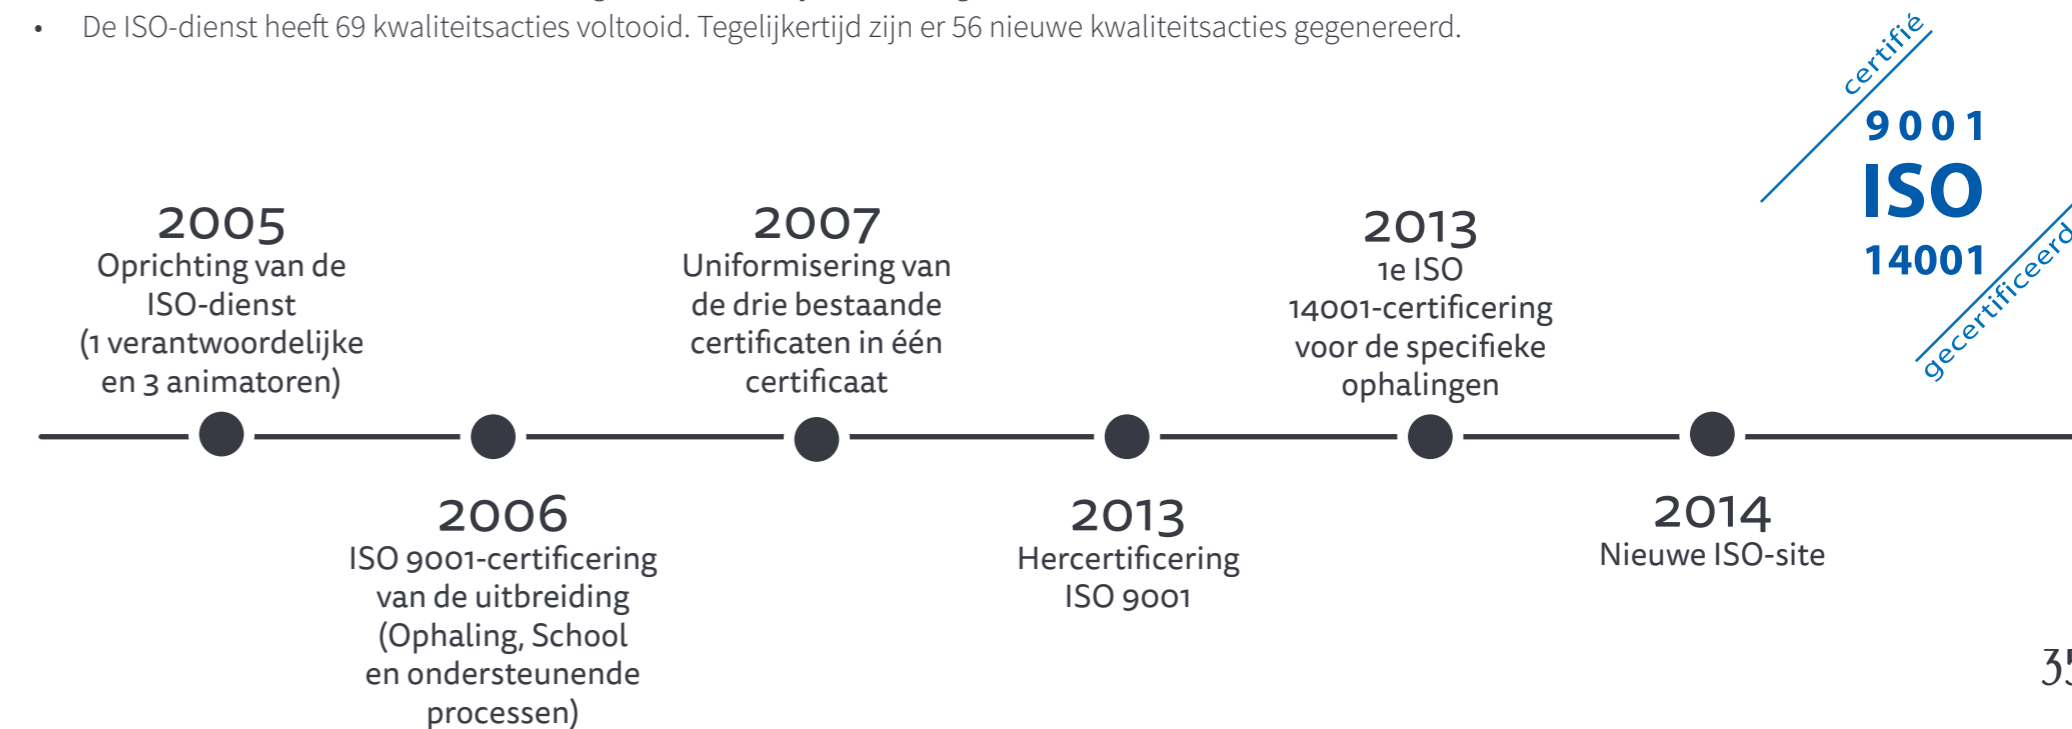 • De ISO-dienst heeft 69 kwaliteitsacties voltooid. Tegelijkertijd zijn er 56 nieuwe kwaliteitsacties gegenereerd.
certifié
9001
ISO
14001
gecertificeerd
2005
Oprichting van de
ISO-dienst
(1 verantwoordelijke
en 3 animatoren)
2007
Uniformisering van
de drie bestaande
certificaten in één
certificaat
2013
1e ISO
14001-certificering
voor de specifieke
ophalingen
2006
ISO 9001-certificering
van de uitbreiding
(Ophaling, School
en ondersteunende
processen)
2013
Hercertificering
ISO 9001
2014
Nieuwe ISO-site
35